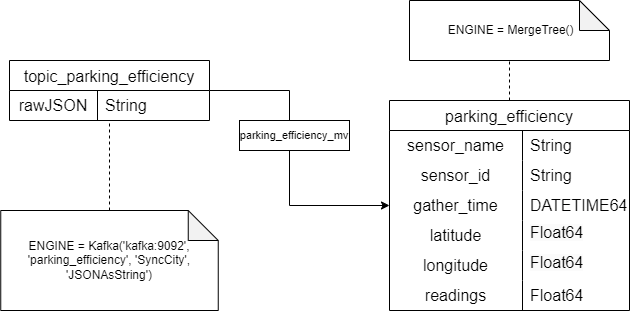 ENGINE = MergeTree()
topic_parking_efficiency
rawJSON String
parking_efficiency_mv
parking_efficiency
sensor_name String
sensor_id String
gather_time DATETIME64
latitude Float64
longitude Float64
readings Float64
ENGINE = Kafka('kafka:9092',
'parking_efficiency', 'SyncCity',
'JSONAsString')